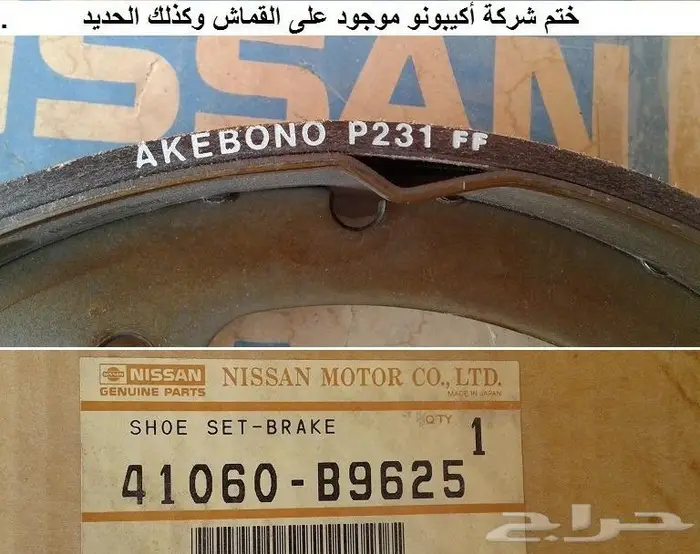 ختم شركة أكيبونو موجود على القماش وكذلك الحديد .
NISSAN
AKEBONO P231 FF
NISSAN NISSAN MOTOR CO., LTD.
GENUINE PARTS MADE IN JAPAN
SHOE SET-BRAKE Q'TY 1
41060-B9625
حراج